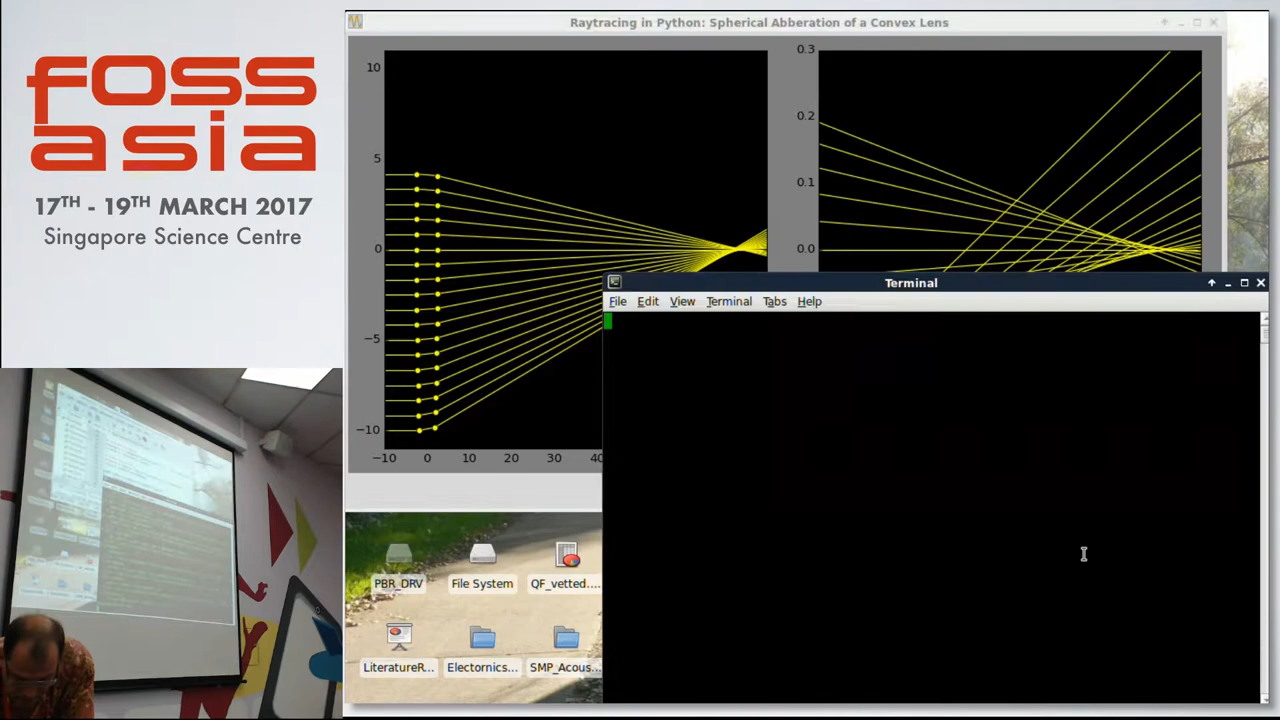 foss
asia
17TH - 19TH MARCH 2017
Singapore Science Centre
Raytracing in Python: Spherical Abberation of a Convex Lens
10
5
0
−5
−10
−10
0
10
20
30
40
0.3
0.2
0.1
0.0
Terminal
File Edit View Terminal Tabs Help
PBR_DRV
File System
QF_vetted....
LiteratureR...
Electornics...
SMP_Acous...